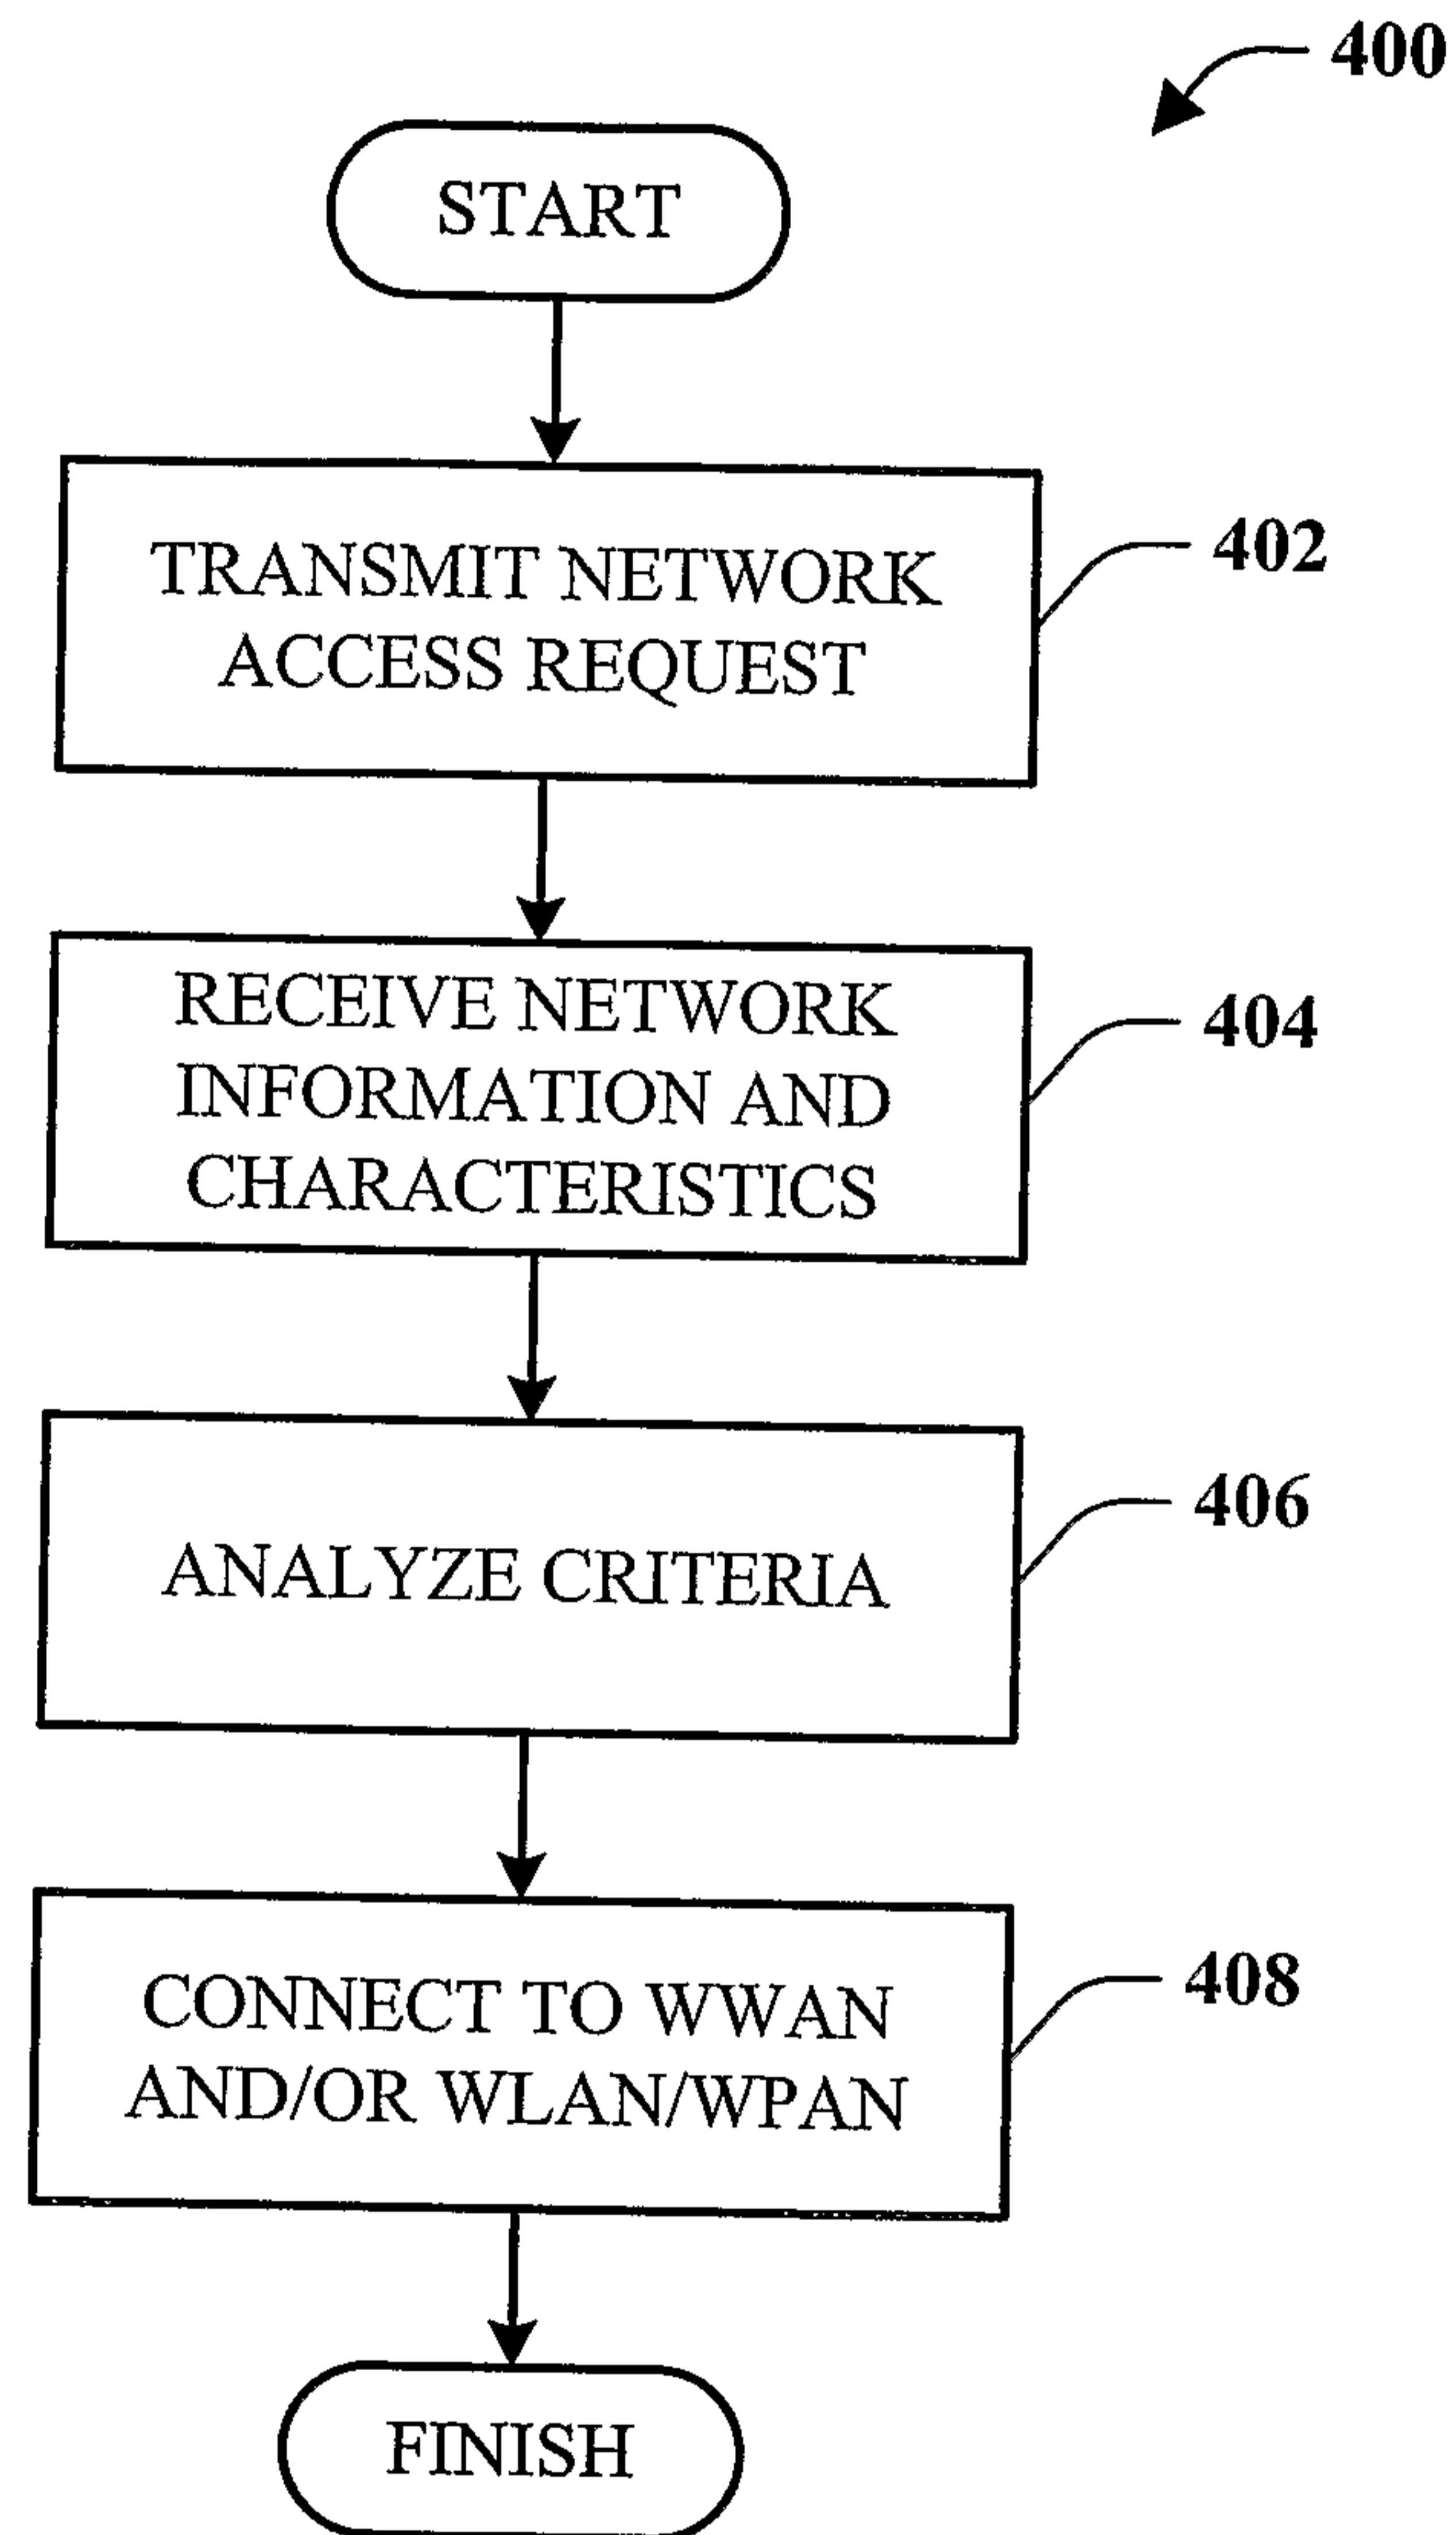 400
START
TRANSMIT NETWORK
ACCESS REQUEST
402
RECEIVE NETWORK
INFORMATION AND
CHARACTERISTICS
404
ANALYZE CRITERIA
406
CONNECT TO WWAN
AND/OR WLAN/WPAN
408
FINISH